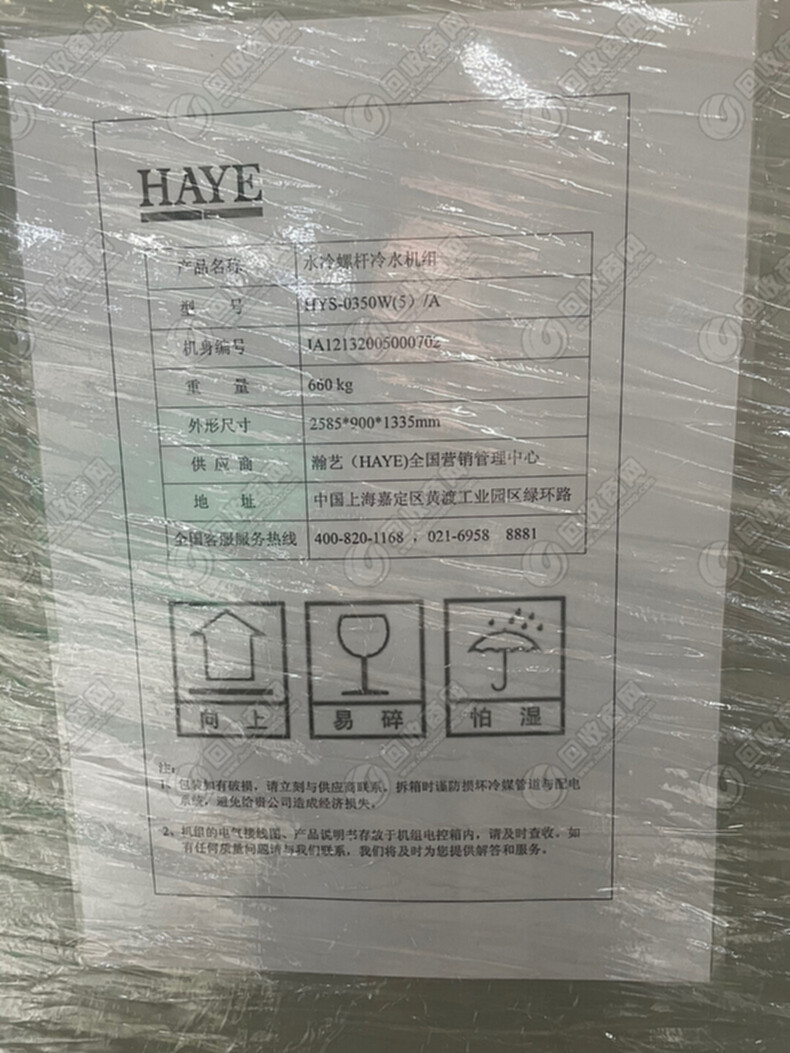 HAYE
产品名称 水冷螺杆冷水机组
型 号 HYS-0350W(5）/A
机身编号 JA12132005000702
重 量 660 kg
外形尺寸 2585*900*1335mm
供 应 商 瀚艺（HAYE)全国营销管理中心
地 址 中国上海嘉定区黄渡工业园区绿环路
全国客服服务热线 400-820-1168 ，021-6958 8881
向 上 易 碎 怕 湿
注:
1、包装如有破损，请立刻与供应商联系。拆箱时谨防损坏冷媒管道与配电
系统，避免给贵公司造成经济损失。
2、机组的电气接线图、产品说明书存放于机组电控箱内，请及时查收。如
有任何质量问题请与我们联系，我们将及时为您提供解答和服务。
回收商网